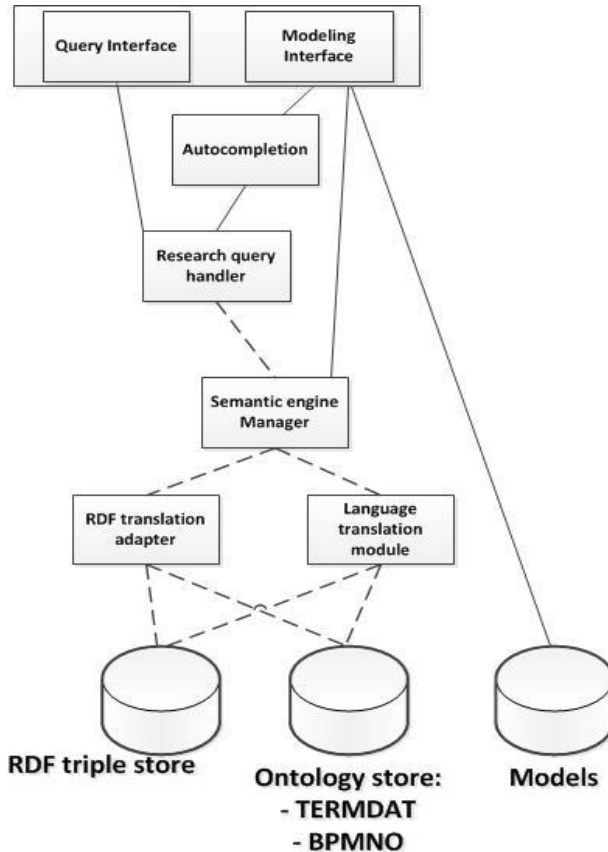 Query Interface
Modeling
Interface
Autocompletion
Research query
handler
Semantic engine
Manager
RDF translation
adapter
Language
translation
module
RDF triple store
Ontology store:
- TERMDAT
- BPMNO
Models